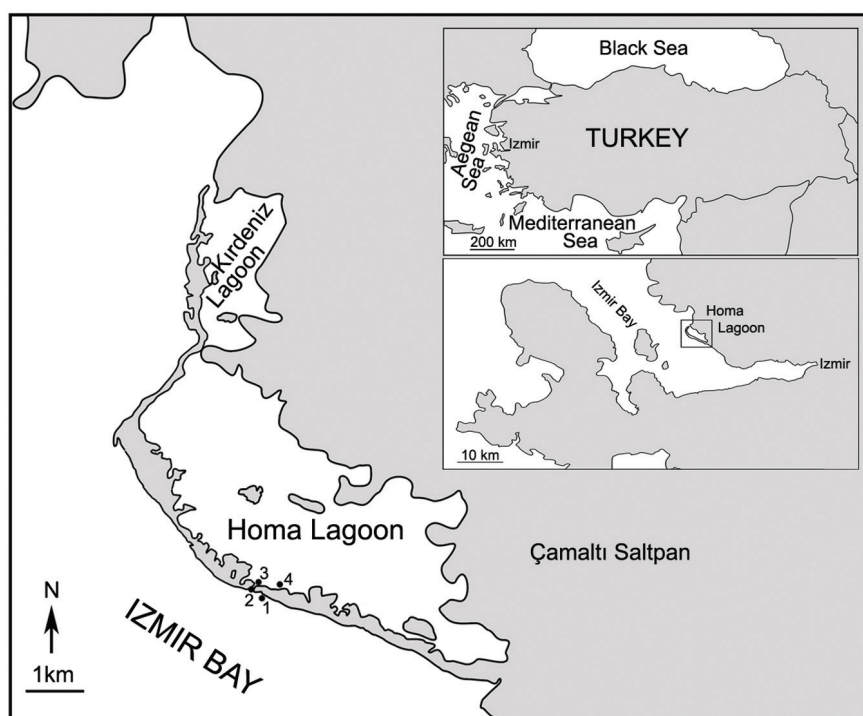 Black Sea
Aegean
Sea
Izmir
TURKEY
Mediterranean
Sea
200 km
Kırdeniz
Lagoon
Izmir Bay
Homa
Lagoon
Izmir
10 km
Homa Lagoon
Çamaltı Saltpan
3
4
2
1
N
IZMIR BAY
1km